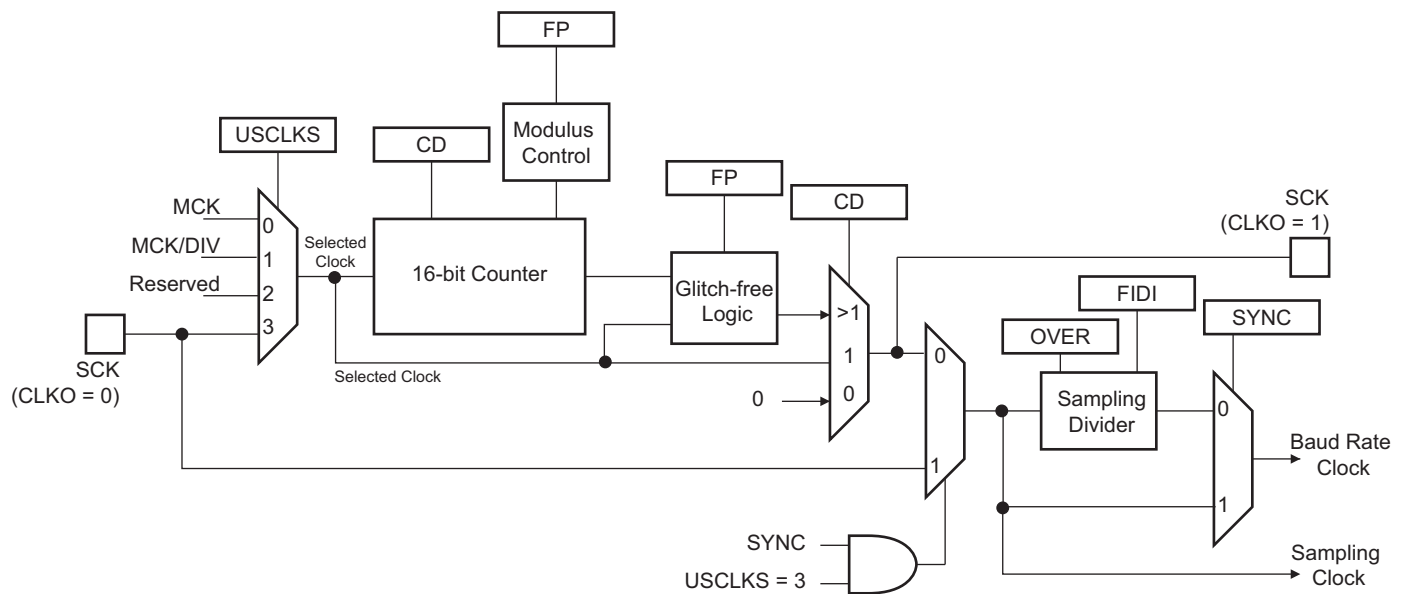 FP
USCLKS
CD
Modulus
Control
FP
CD
SCK
(CLKO = 1)
MCK
0
MCK/DIV
1
Reserved
2
3
Selected
Clock
16-bit Counter
Glitch-free
Logic
>1
1
0
0
FIDI
OVER
SYNC
SCK
(CLKO = 0)
Selected Clock
0
1
Sampling
Divider
0
1
Baud Rate
Clock
SYNC
USCLKS = 3
Sampling
Clock